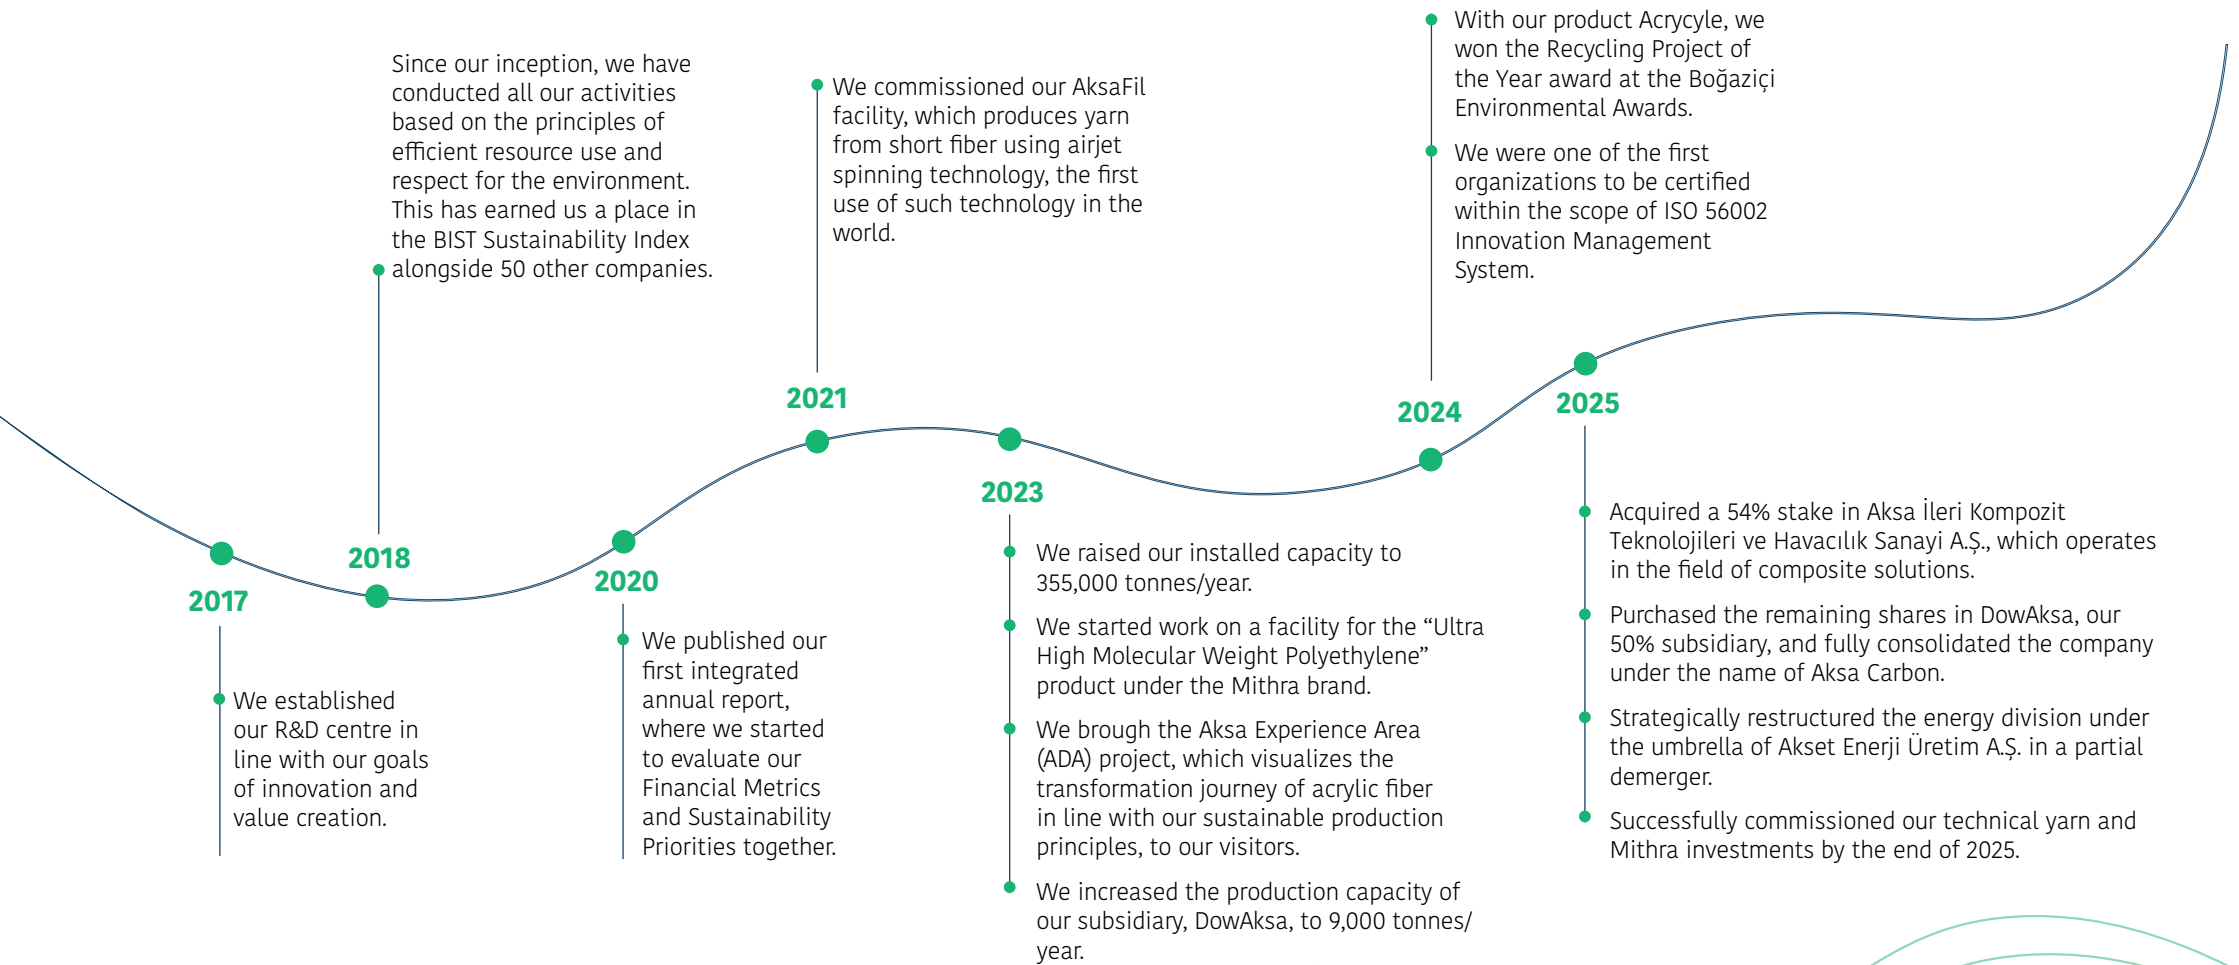 2017
We established
our R&D centre in
line with our goals
of innovation and
value creation.
Since our inception, we have
conducted all our activities
based on the principles of
efficient resource use and
respect for the environment.
This has earned us a place in
the BIST Sustainability Index
alongside 50 other companies.
2018
2020
We published our
first integrated
annual report,
where we started
to evaluate our
Financial Metrics
and Sustainability
Priorities together.
We commissioned our AksaFil
facility, which produces yarn
from short fiber using airjet
spinning technology, the first
use of such technology in the
world.
2021
2023
We raised our installed capacity to
355,000 tonnes/year.
We started work on a facility for the “Ultra
High Molecular Weight Polyethylene”
product under the Mithra brand.
We brough the Aksa Experience Area
(ADA) project, which visualizes the
transformation journey of acrylic fiber
in line with our sustainable production
principles, to our visitors.
We increased the production capacity of
our subsidiary, DowAksa, to 9,000 tonnes/
year.
With our product Acrycyle, we
won the Recycling Project of
the Year award at the Boğaziçi
Environmental Awards.
We were one of the first
organizations to be certified
within the scope of ISO 56002
Innovation Management
System.
2024
2025
Acquired a 54% stake in Aksa İleri Kompozit
Teknolojileri ve Havacılık Sanayi A.Ş., which operates
in the field of composite solutions.
Purchased the remaining shares in DowAksa, our
50% subsidiary, and fully consolidated the company
under the name of Aksa Carbon.
Strategically restructured the energy division under
the umbrella of Akset Enerji Üretim A.Ş. in a partial
demerger.
Successfully commissioned our technical yarn and
Mithra investments by the end of 2025.